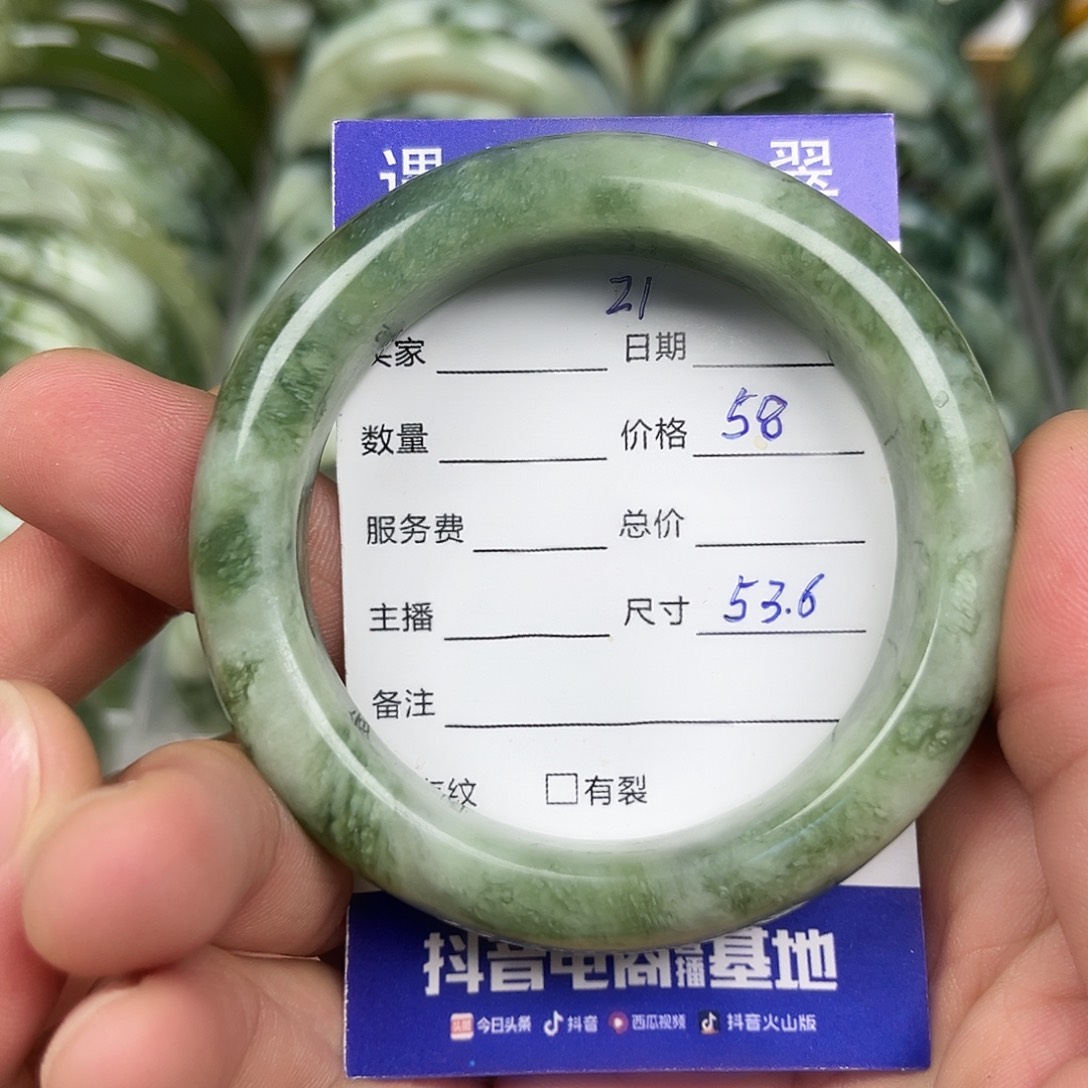 翠
21
家 日期
数量 价格 58
服务费 总价
主播 尺寸 53.6
备注
纹 有裂
抖音电商直播基地
今日头条 抖音 西瓜视频 抖音火山版